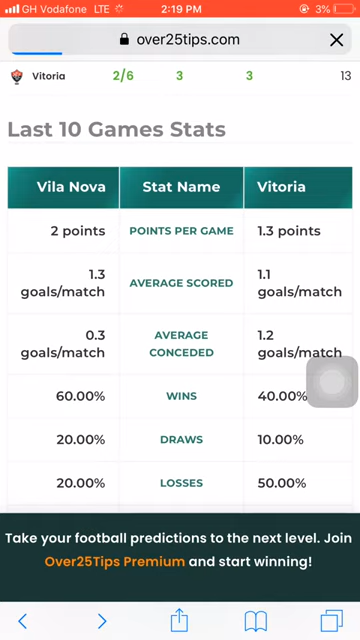 GH Vodafone LTE 2:19 PM 3%
over25tips.com
Vitoria 2/6 3 3 13
Last 10 Games Stats
Vila Nova Stat Name Vitoria
2 points POINTS PER GAME 1.3 points
1.3 goals/match AVERAGE SCORED 1.1 goals/match
0.3 goals/match AVERAGE CONCEDED 1.2 goals/match
60.00% WINS 40.00%
20.00% DRAWS 10.00%
20.00% LOSSES 50.00%
Take your football predictions to the next level. Join
Over25Tips Premium and start winning!